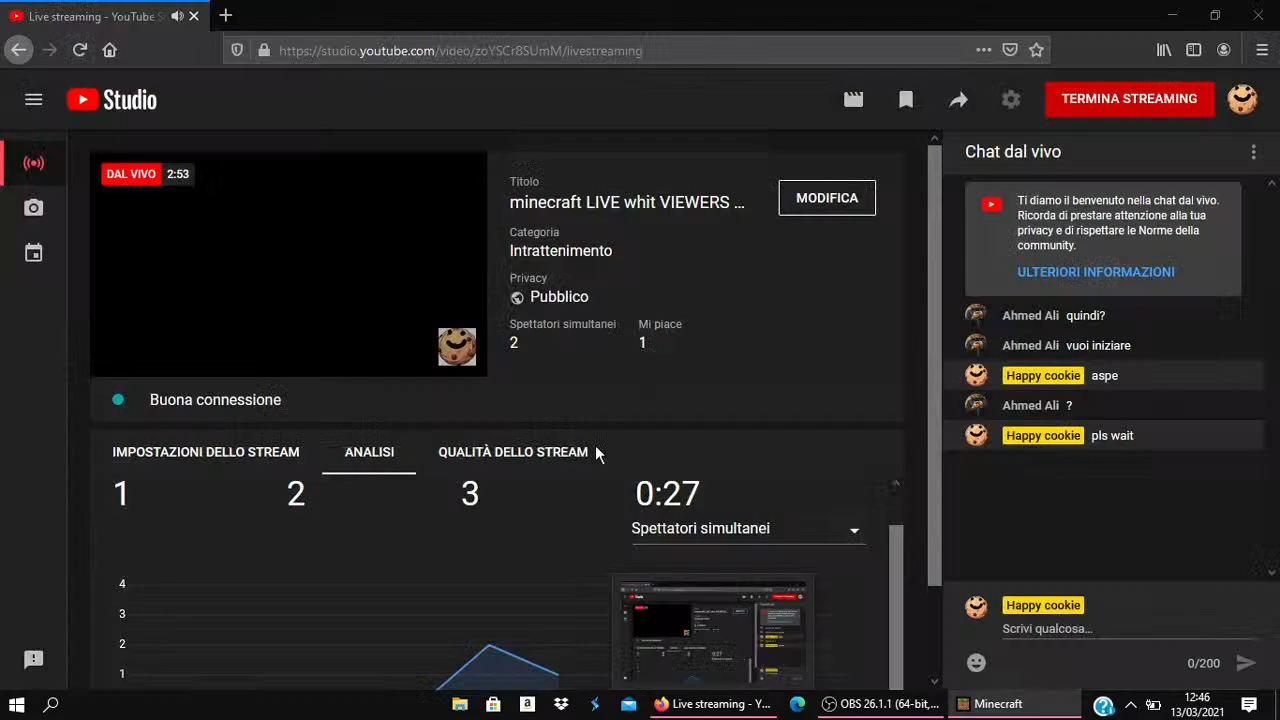 Live streaming - YouTube S
https://studio.youtube.com/video/zoYSCr8SUmM/livestreaming
Studio
TERMINA STREAMING
DAL VIVO 2:53
Titolo
minecraft LIVE whit VIEWERS ...
MODIFICA
Categoria
Intrattenimento
Privacy
Pubblico
Spettatori simultanei
2
Mi piace
1
Buona connessione
IMPOSTAZIONI DELLO STREAM
ANALISI
QUALITÀ DELLO STREAM
1
2
3
0:27
Spettatori simultanei
4
3
2
1
Chat dal vivo
Ti diamo il benvenuto nella chat dal vivo.
Ricorda di prestare attenzione alla tua
privacy e di rispettare le Norme della
community.
ULTERIORI INFORMAZIONI
Ahmed Ali quindi?
Ahmed Ali vuoi iniziare
Happy cookie aspe
Ahmed Ali ?
Happy cookie pls wait
Happy cookie
Scrivi qualcosa...
0/200
Live streaming - Y...
OBS 26.1.1 (64-bit,...
Minecraft
12:46
13/03/2021